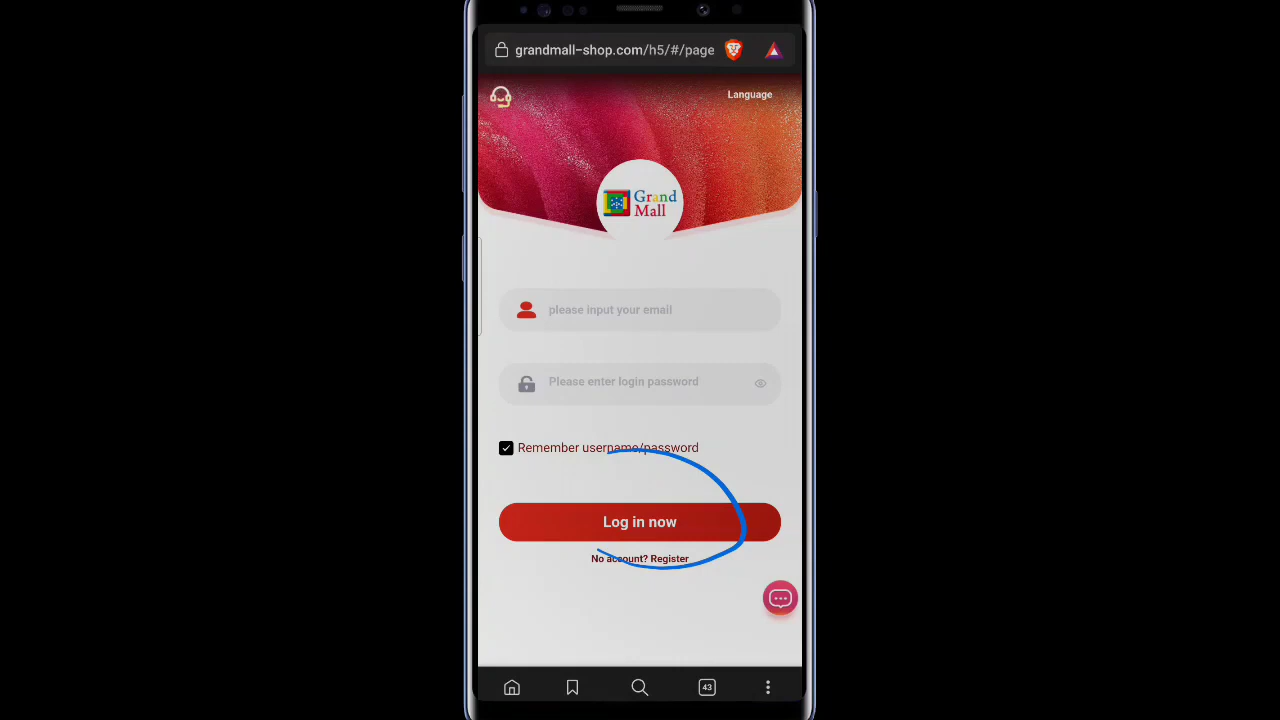 grandmall-shop.com/h5/#/page
Language
Grand
Mall
please input your email
Please enter login password
Remember username/password
Log in now
No account? Register
43